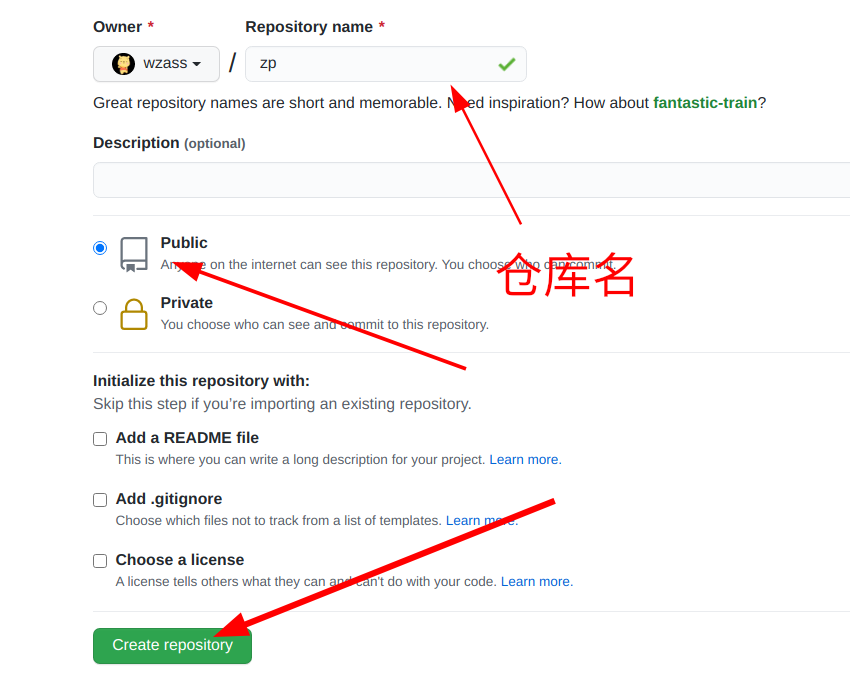 Owner * Repository name *
wzass / zp
Great repository names are short and memorable. Need inspiration? How about fantastic-train?
Description (optional)
Public
Anyone on the internet can see this repository. You choose who can commit.
仓库名
Private
You choose who can see and commit to this repository.
Initialize this repository with:
Skip this step if you’re importing an existing repository.
Add a README file
This is where you can write a long description for your project. Learn more.
Add .gitignore
Choose which files not to track from a list of templates. Learn more.
Choose a license
A license tells others what they can and can't do with your code. Learn more.
Create repository